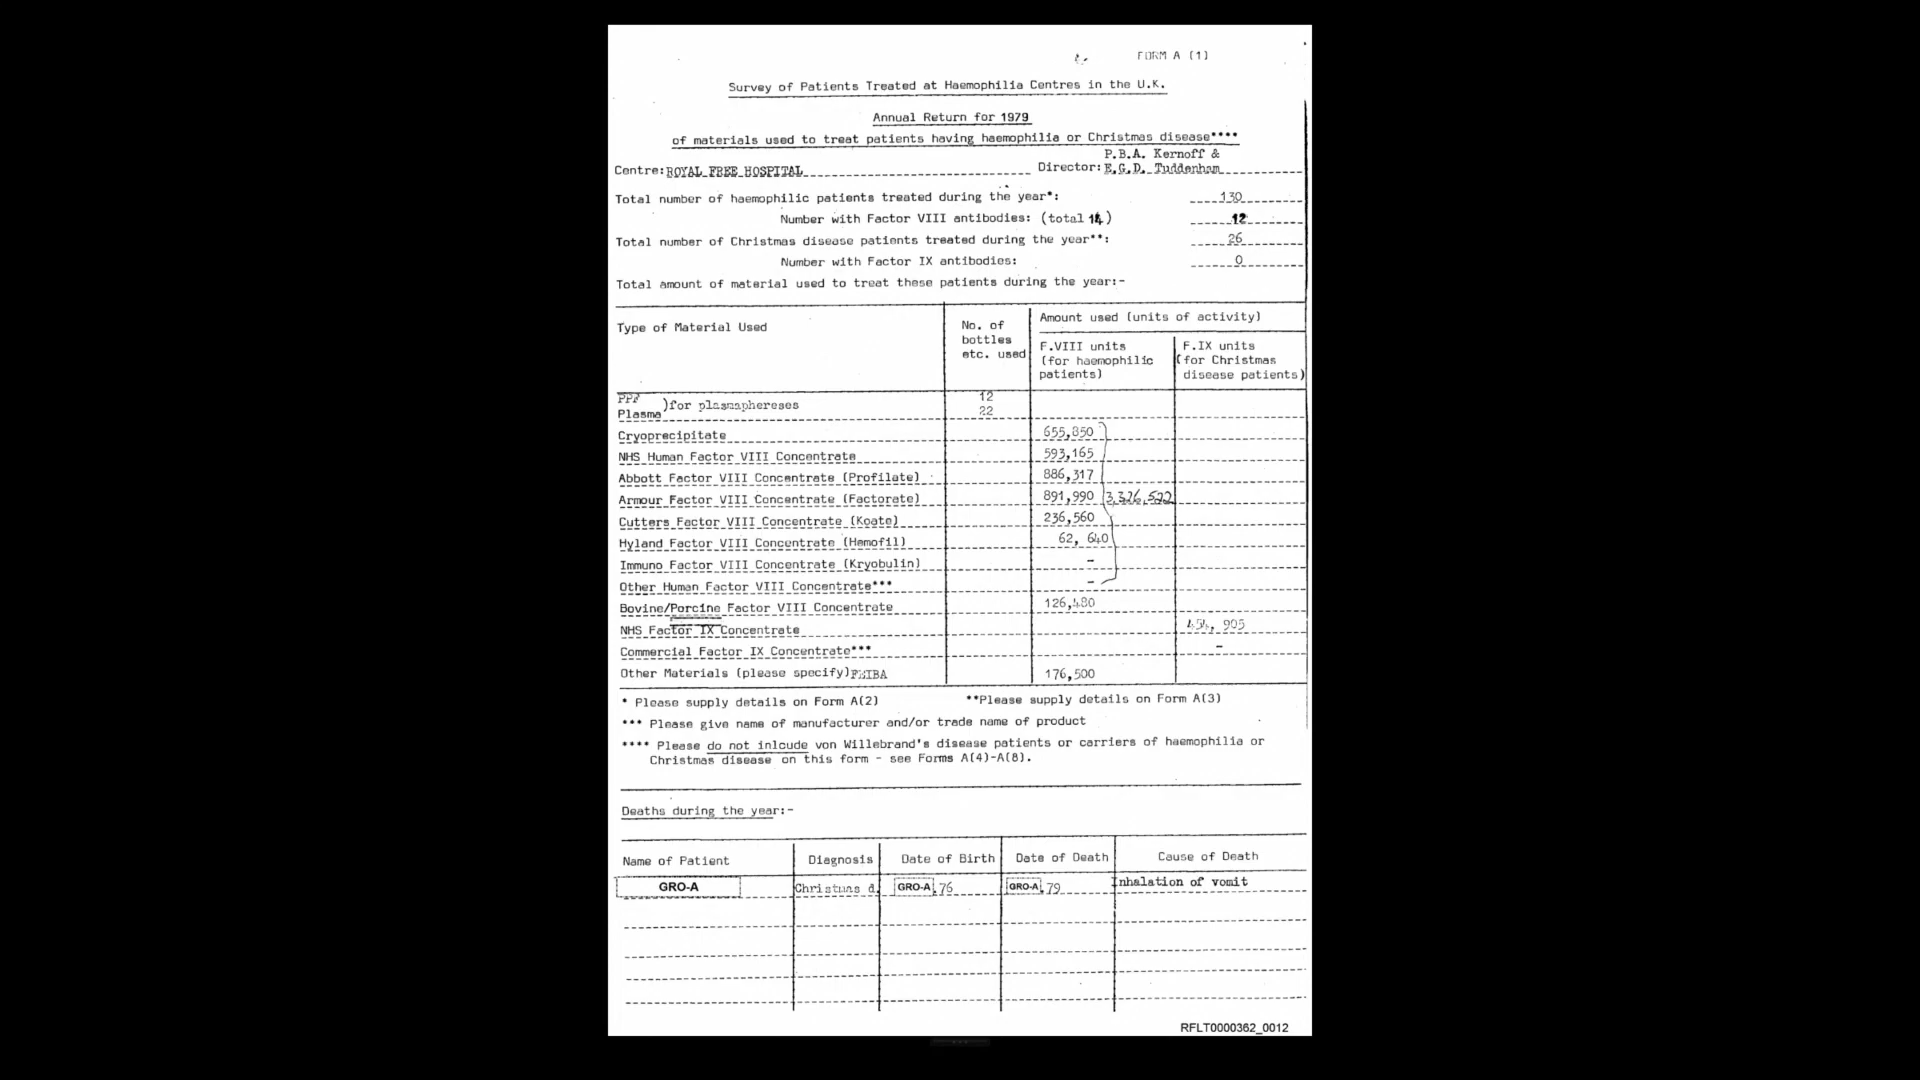 FORM A (1)
Survey of Patients Treated at Haemophilia Centres in the U.K.
Annual Return for 1979
of materials used to treat patients having haemophilia or Christmas disease****
P.B.A. Kernoff &
Centre: ROYAL FREE HOSPITAL Director: E.G.D. Tuddenham
Total number of haemophilic patients treated during the year*: 130
Number with Factor VIII antibodies: (total 14) 12
Total number of Christmas disease patients treated during the year**: 26
Number with Factor IX antibodies: 0
Total amount of material used to treat these patients during the year:-
Type of Material Used
No. of
bottles
etc. used
Amount used (units of activity)
F.VIII units
(for haemophilic
patients)
F.IX units
(for Christmas
disease patients)
PPF 12
)for plasmaphereses
Plasma 22
Cryoprecipitate 655,850
NHS Human Factor VIII Concentrate 593,165
Abbott Factor VIII Concentrate (Profilate) 886,317
Armour Factor VIII Concentrate (Factorate) 891,990 3,326,522
Cutters Factor VIII Concentrate (Koate) 236,560
Hyland Factor VIII Concentrate (Hemofil) 62, 640
Immuno Factor VIII Concentrate (Kryobulin) -
Other Human Factor VIII Concentrate*** -
Bovine/Porcine Factor VIII Concentrate 126,480
NHS Factor IX Concentrate 454, 905
Commercial Factor IX Concentrate*** -
Other Materials (please specify) FEIBA 176,500
* Please supply details on Form A(2) **Please supply details on Form A(3)
*** Please give name of manufacturer and/or trade name of product
**** Please do not inlcude von Willebrand's disease patients or carriers of haemophilia or
Christmas disease on this form - see Forms A(4)-A(8).
Deaths during the year:-
Name of Patient Diagnosis Date of Birth Date of Death Cause of Death
GRO-A Christmas d. GRO-A 76 GRO-A 79 Inhalation of vomit
RFLT0000362_0012